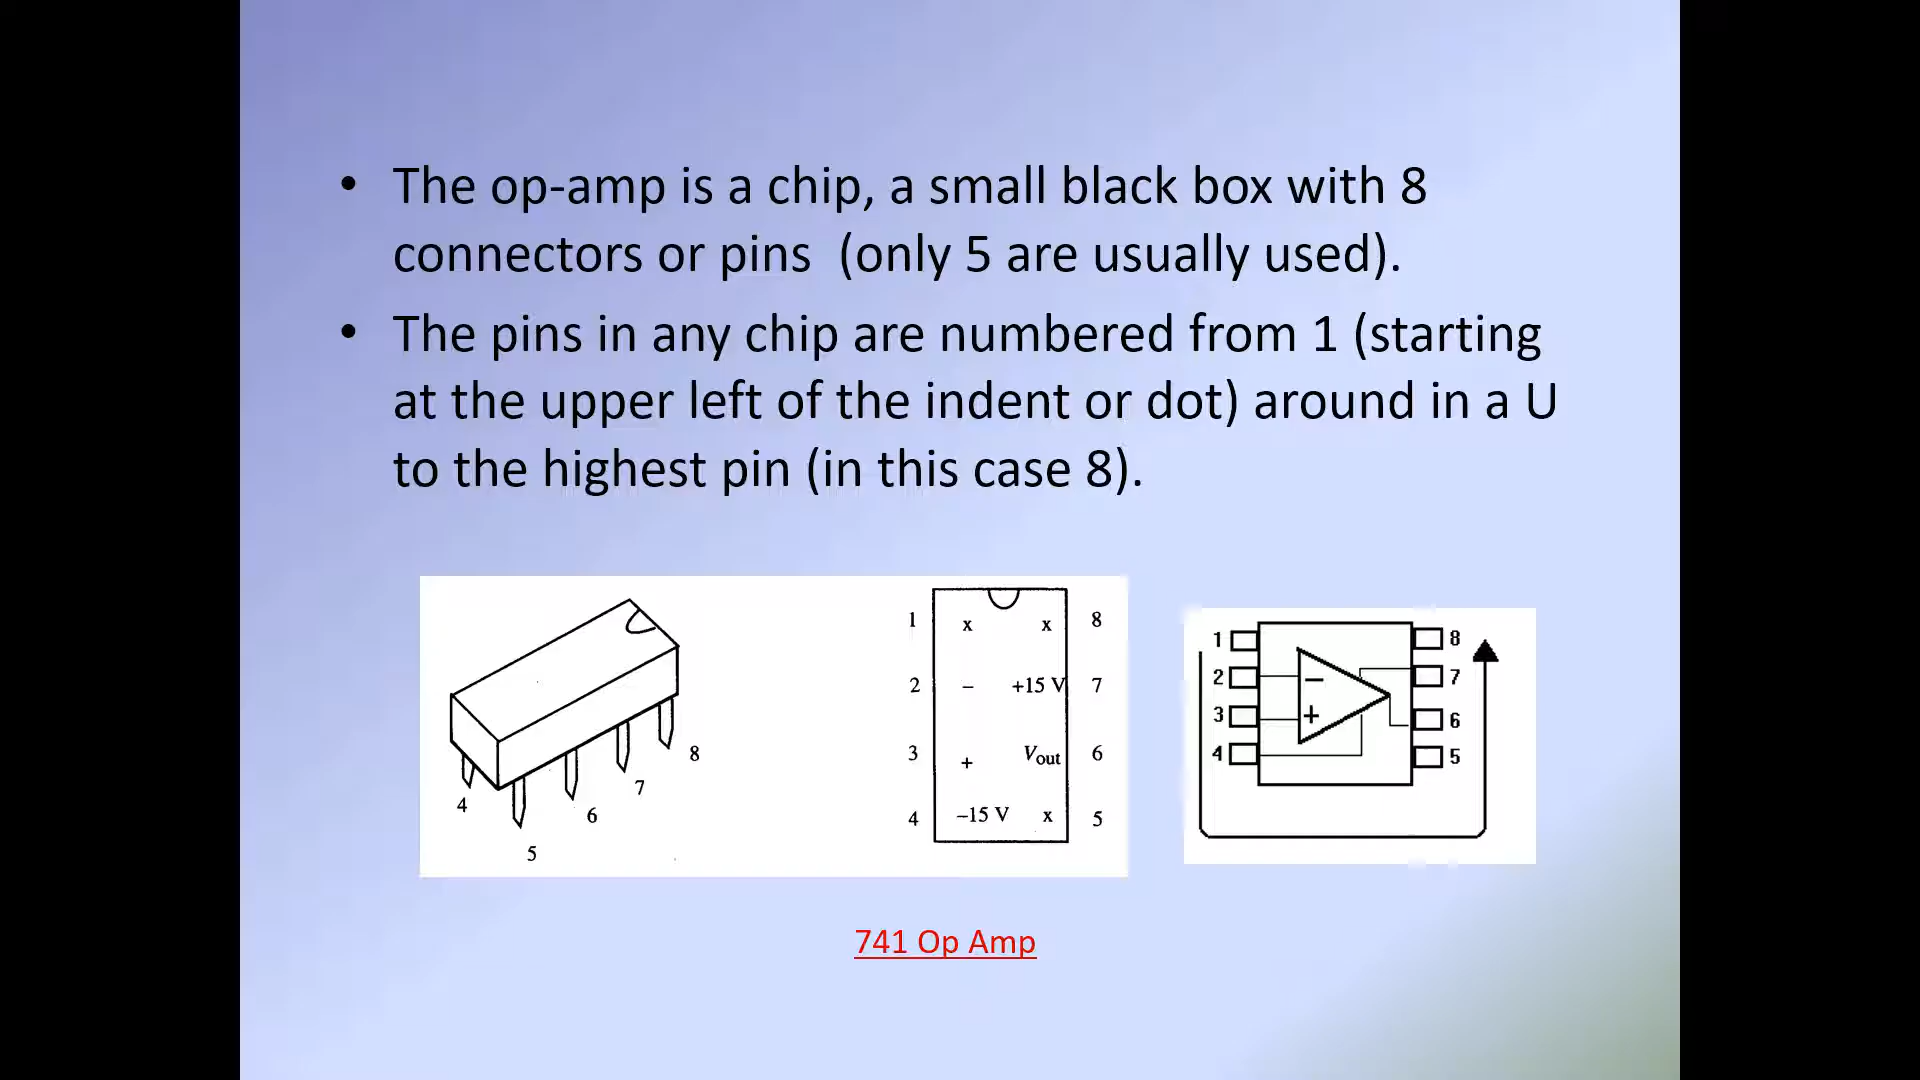 • The op-amp is a chip, a small black box with 8
connectors or pins  (only 5 are usually used).
• The pins in any chip are numbered from 1 (starting
at the upper left of the indent or dot) around in a U
to the highest pin (in this case 8).
4
5
6
7
8
1 x x 8
2 – +15 V 7
3 + Vout 6
4 –15 V x 5
1 8
2 – 7
3 + 6
4 5
741 Op Amp